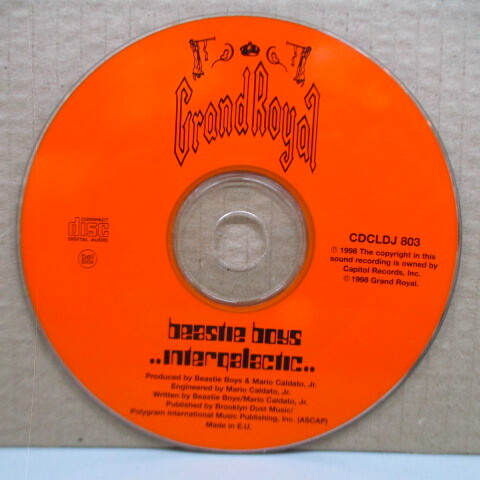 Grand Royal
COMPACT
disc
DIGITAL AUDIO
CDCLDJ 803
℗ 1998 The copyright in this
sound recording is owned by
Capitol Records, Inc.
© 1998 Grand Royal.
beastie boys
..intergalactic..
Produced by Beastie Boys & Mario Caldato, Jr.
Engineered by Mario Caldato, Jr.
Written by Beastie Boys/Mario Caldato, Jr.
Published by Brooklyn Dust Music/
Polygram International Music Publishing, Inc. (ASCAP)
Made in E.U.